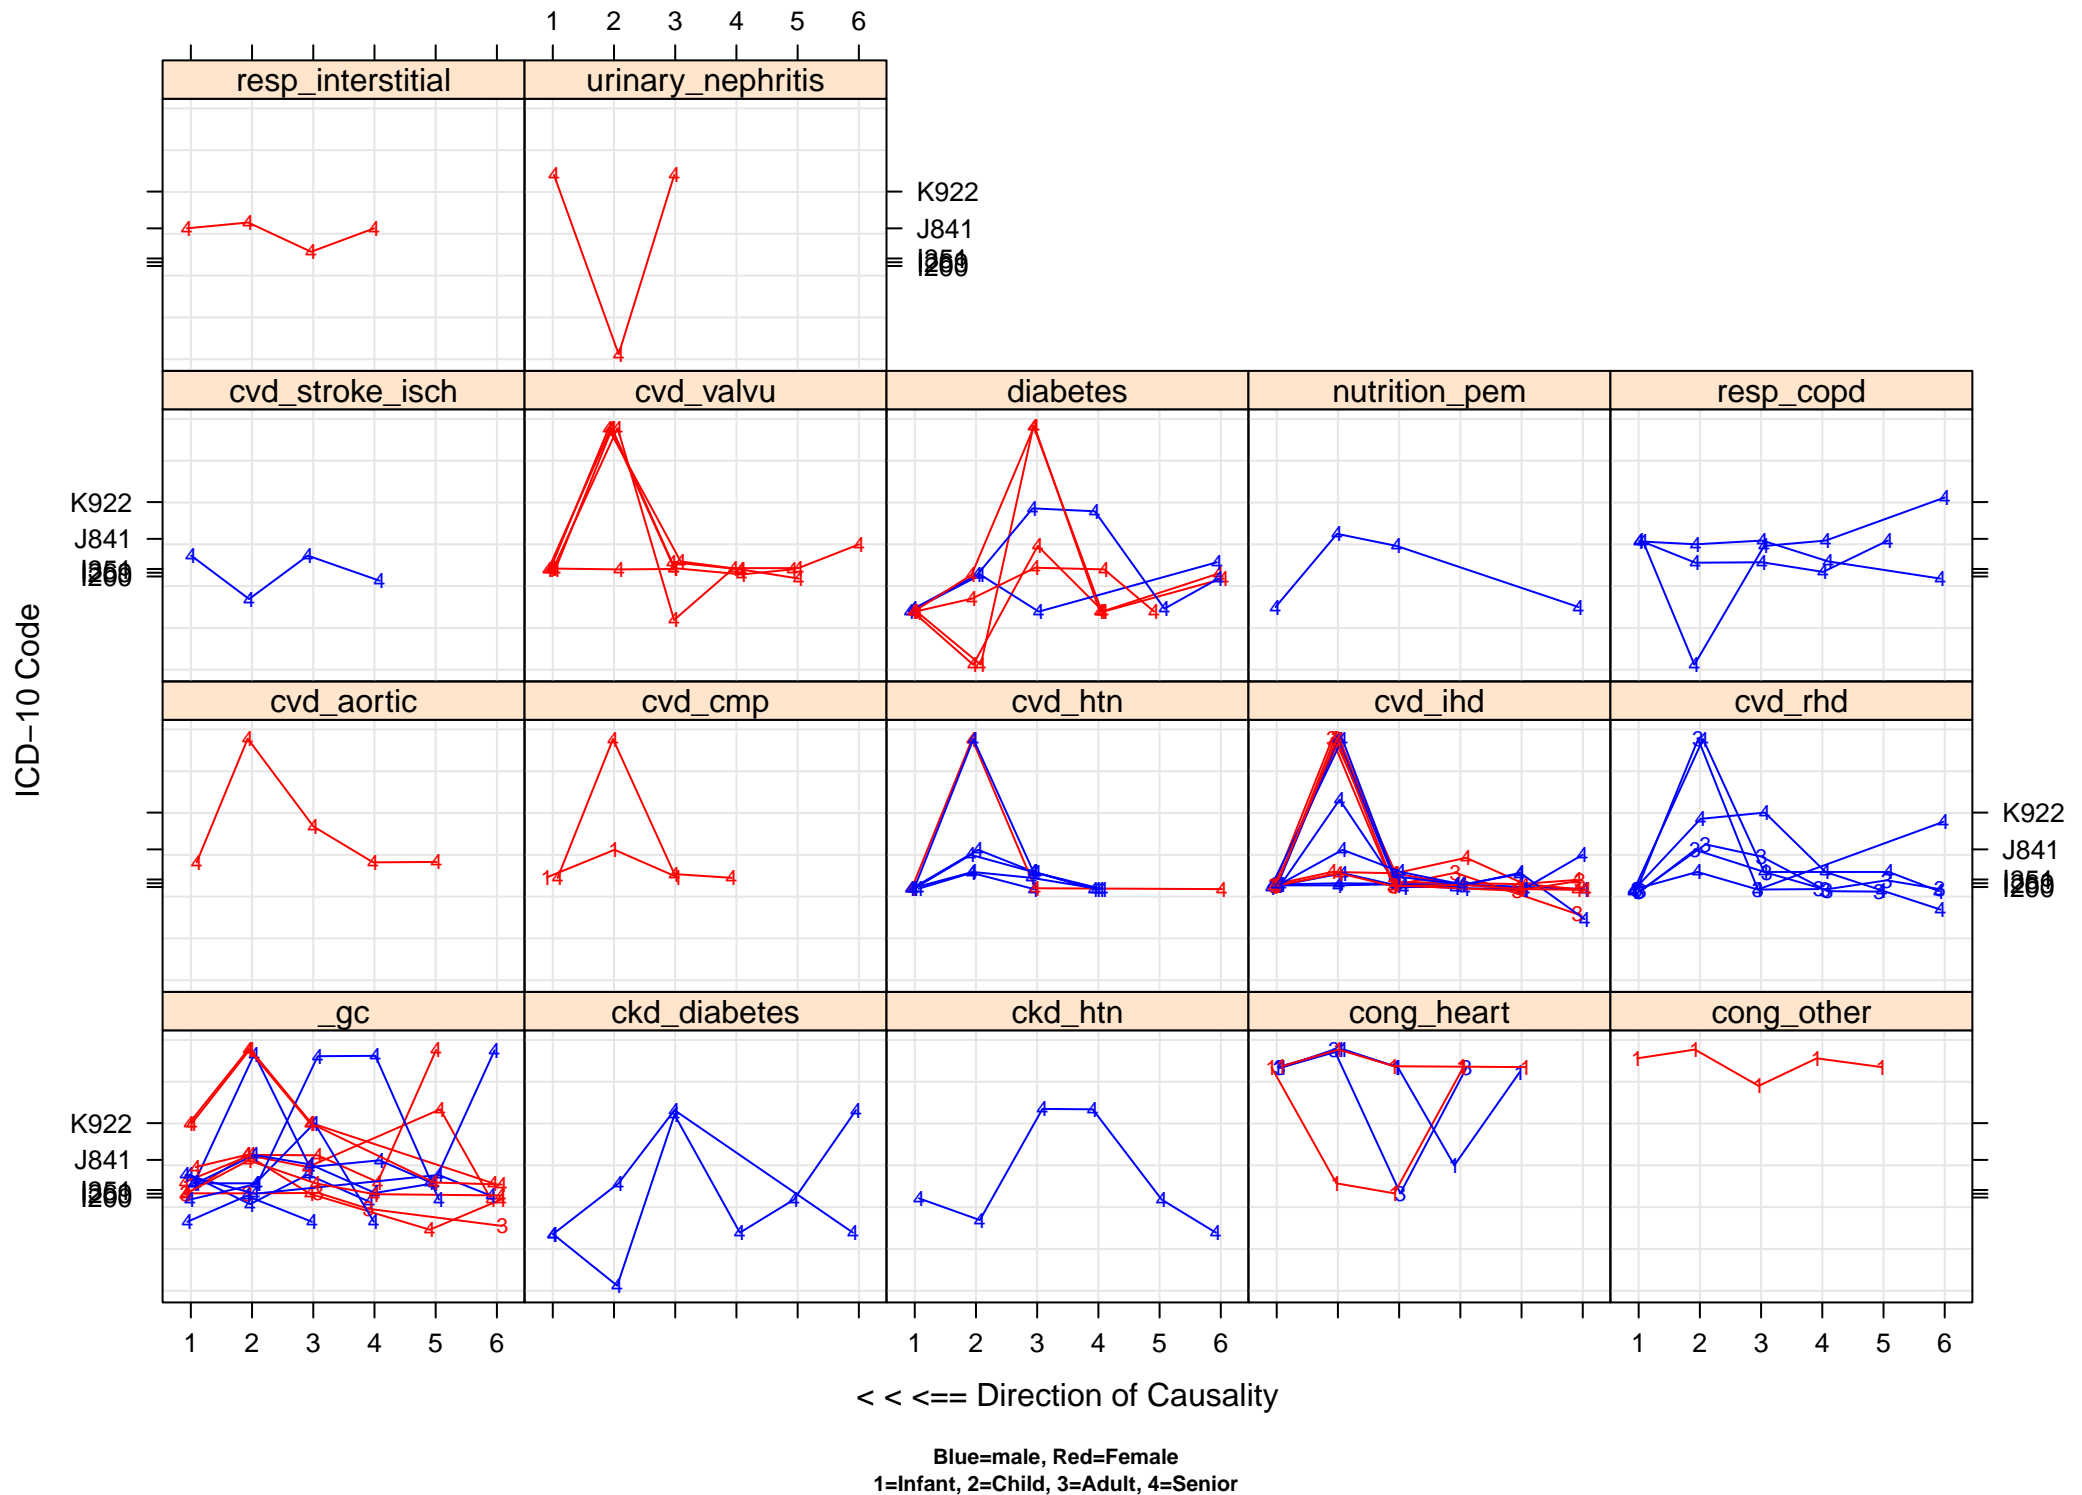 1 2 3 4 5 6
resp_interstitial urinary_nephritis
K922
J841
cvd_stroke_isch cvd_valvu diabetes nutrition_pem resp_copd
K922
J841
ICD−10 Code
cvd_aortic cvd_cmp cvd_htn cvd_ihd cvd_rhd
K922
J841
_gc ckd_diabetes ckd_htn cong_heart cong_other
K922
J841
1 2 3 4 5 6 1 2 3 4 5 6 1 2 3 4 5 6
< < <== Direction of Causality
Blue=male, Red=Female
1=Infant, 2=Child, 3=Adult, 4=Senior